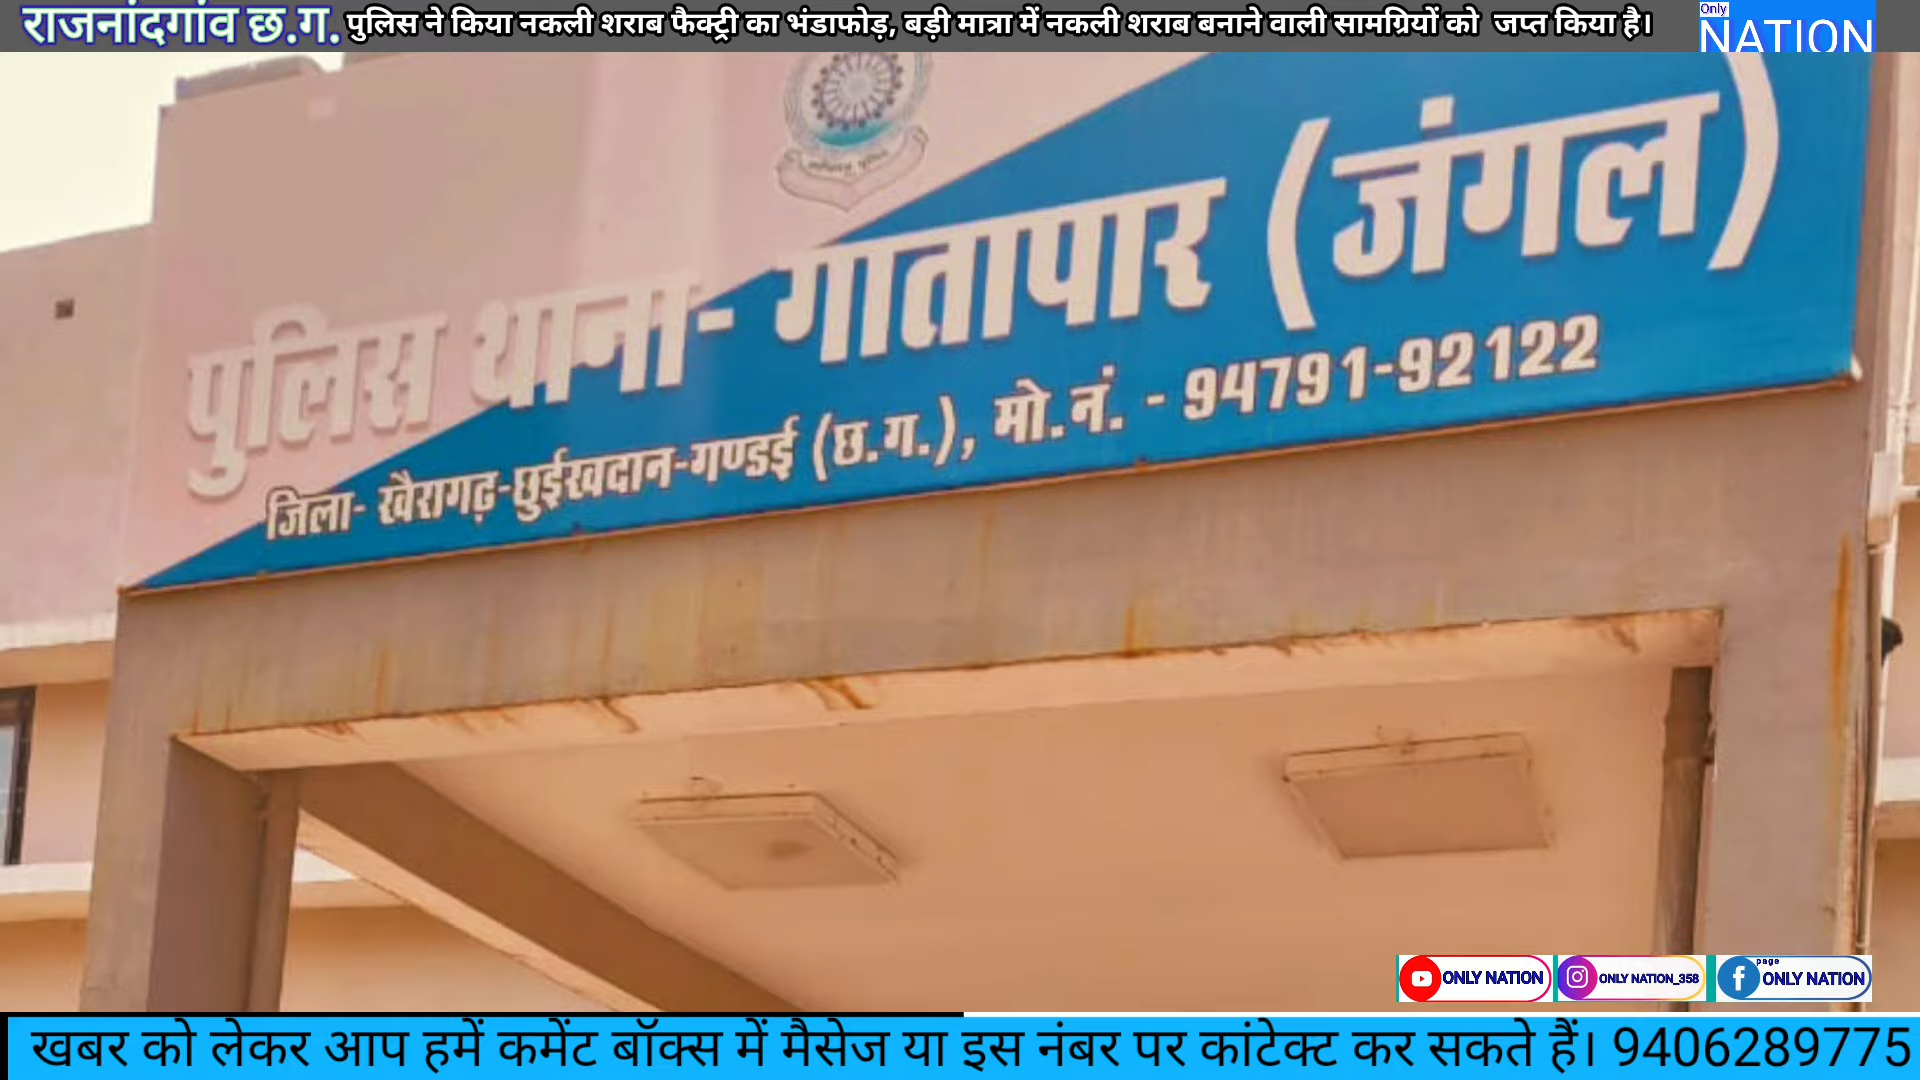 राजनांदगांव छ.ग. पुलिस ने किया नकली शराब फैक्ट्री का भंडाफोड़, बड़ी मात्रा में नकली शराब बनाने वाली सामग्रियों को जप्त किया है।
Only
NATION
पुलिस थाना- गातापार (जंगल)
जिला- खैरागढ़-छुईखदान-गण्डई (छ.ग.), मो.नं. - 94791-92122
ONLY NATION
ONLY NATION_358
page
ONLY NATION
खबर को लेकर आप हमें कमेंट बॉक्स में मैसेज या इस नंबर पर कांटेक्ट कर सकते हैं। 9406289775